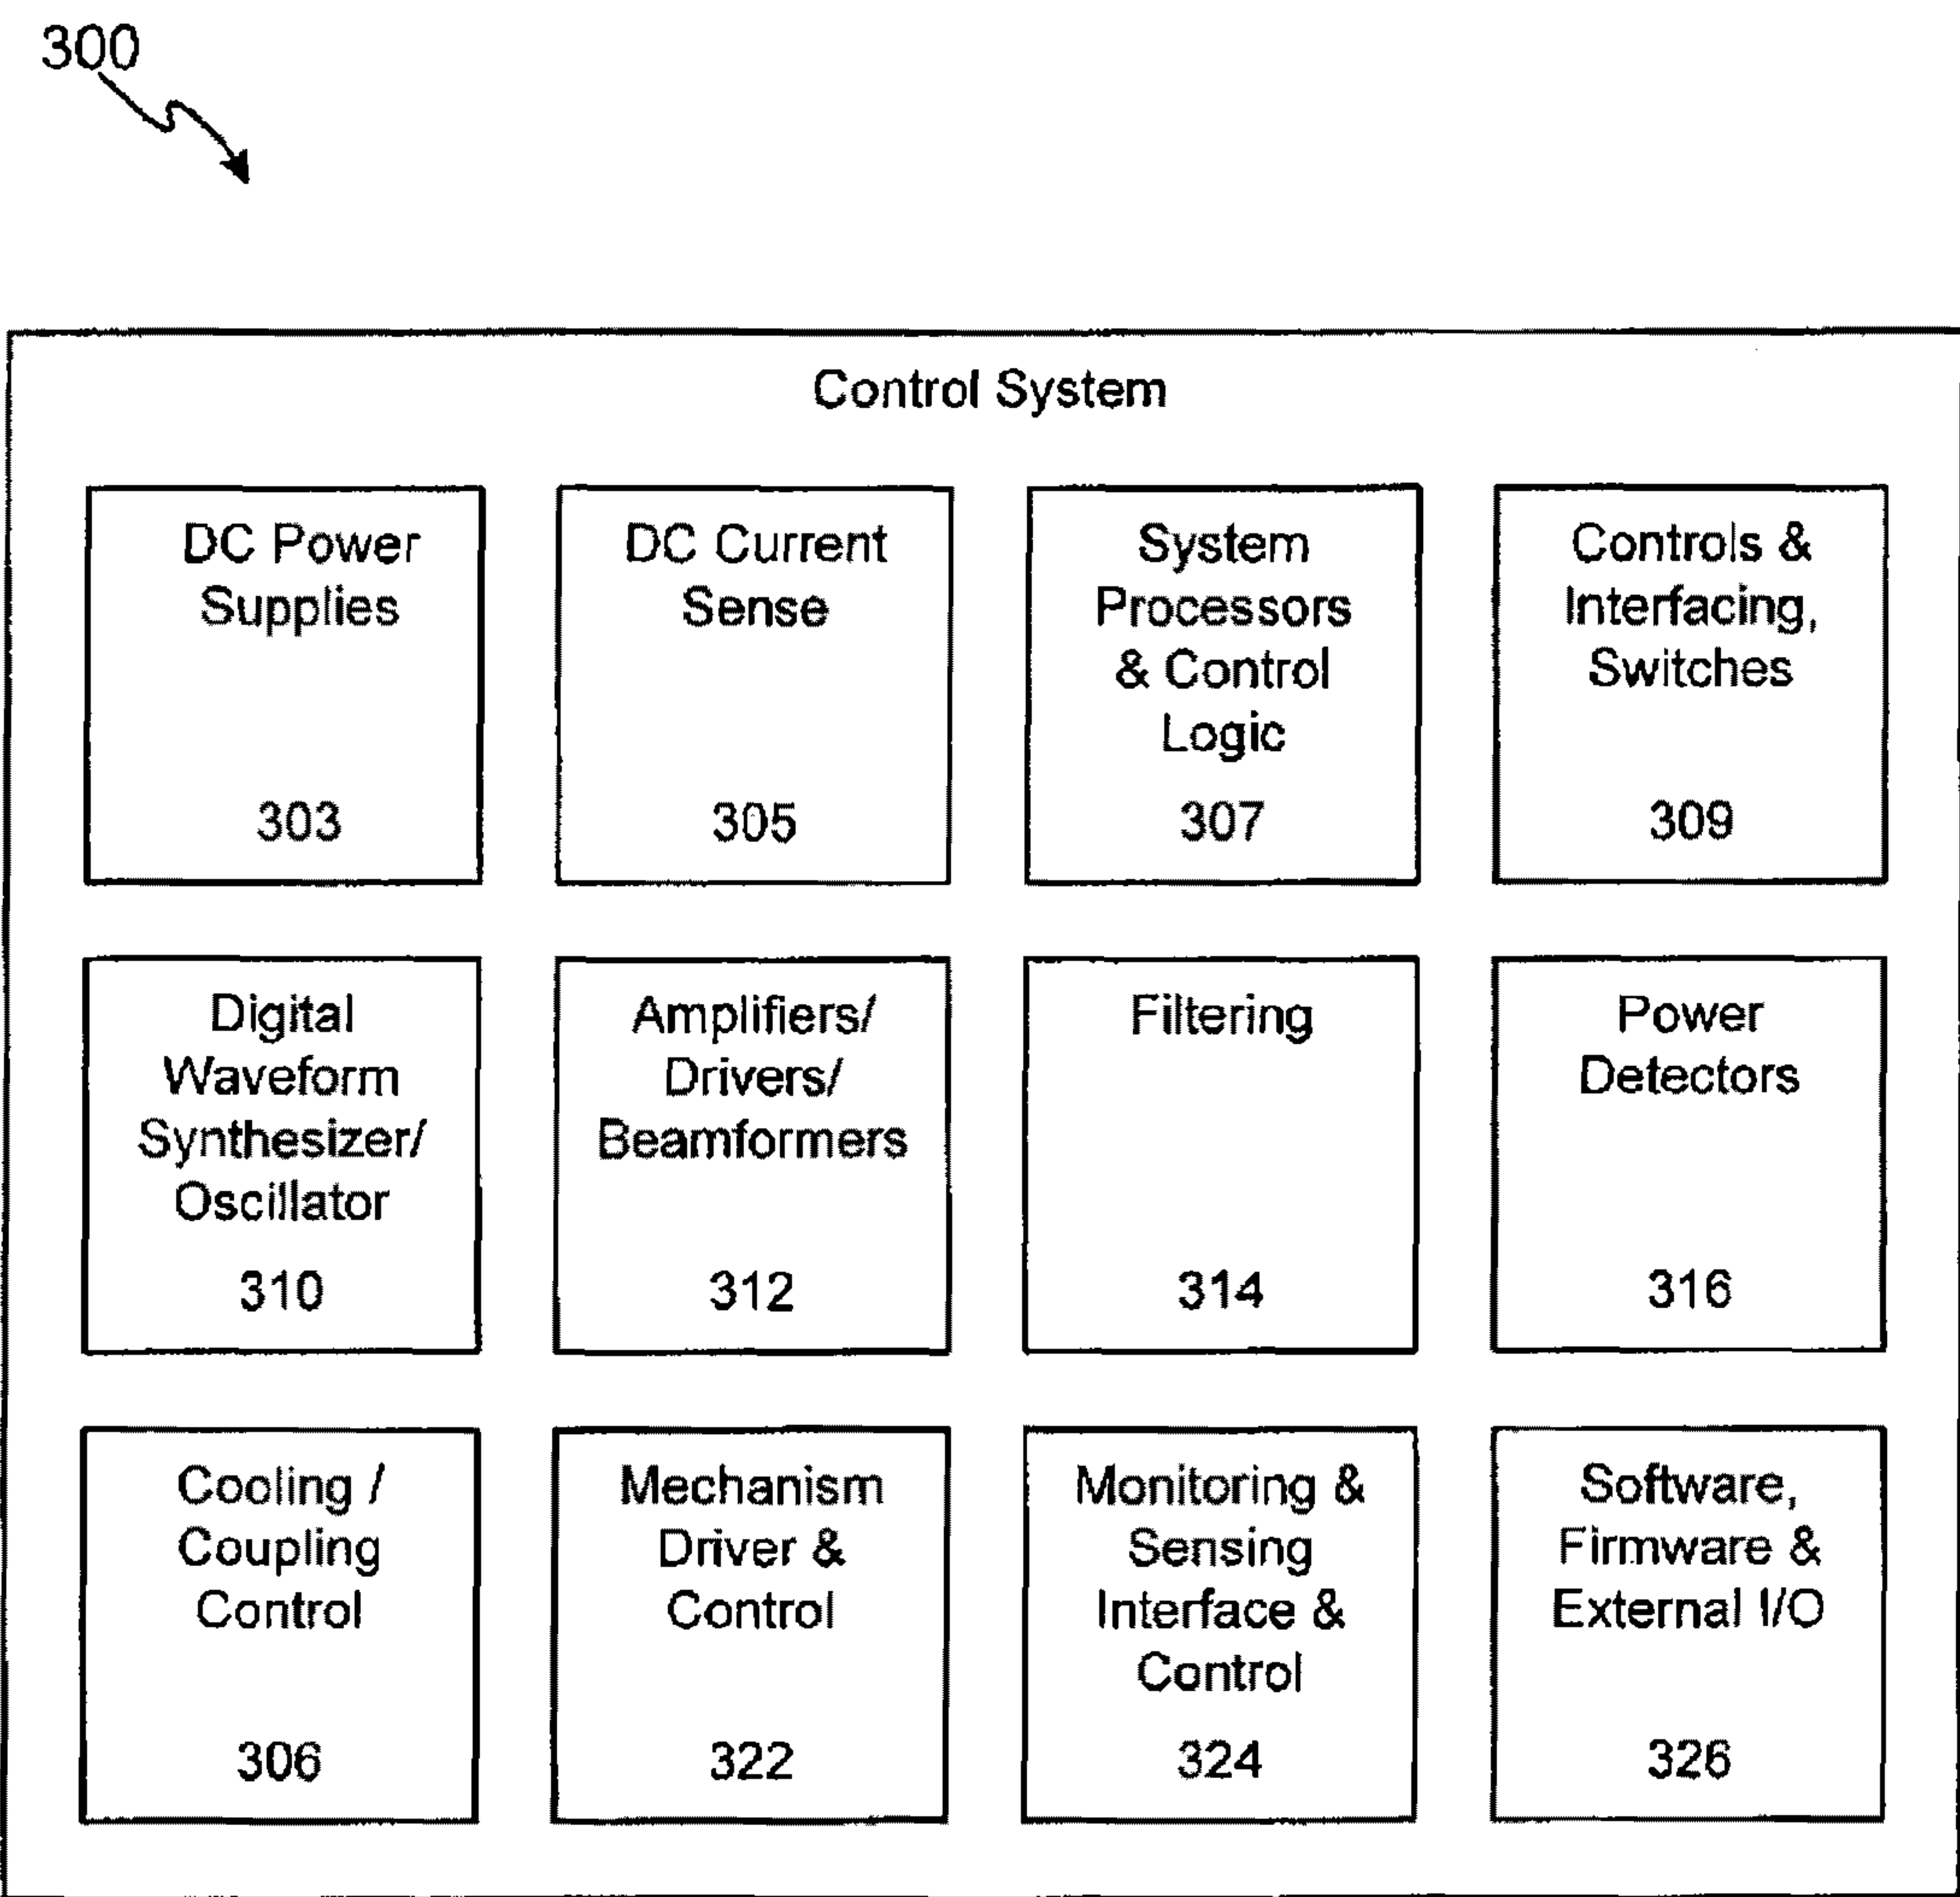 300
Control System
DC Power
Supplies
303
DC Current
Sense
305
System
Processors
& Control
Logic
307
Controls &
Interfacing,
Switches
309
Digital
Waveform
Synthesizer/
Oscillator
310
Amplifiers/
Drivers/
Beamformers
312
Filtering
314
Power
Detectors
316
Cooling /
Coupling
Control
306
Mechanism
Driver &
Control
322
Monitoring &
Sensing
Interface &
Control
324
Software,
Firmware &
External I/O
326